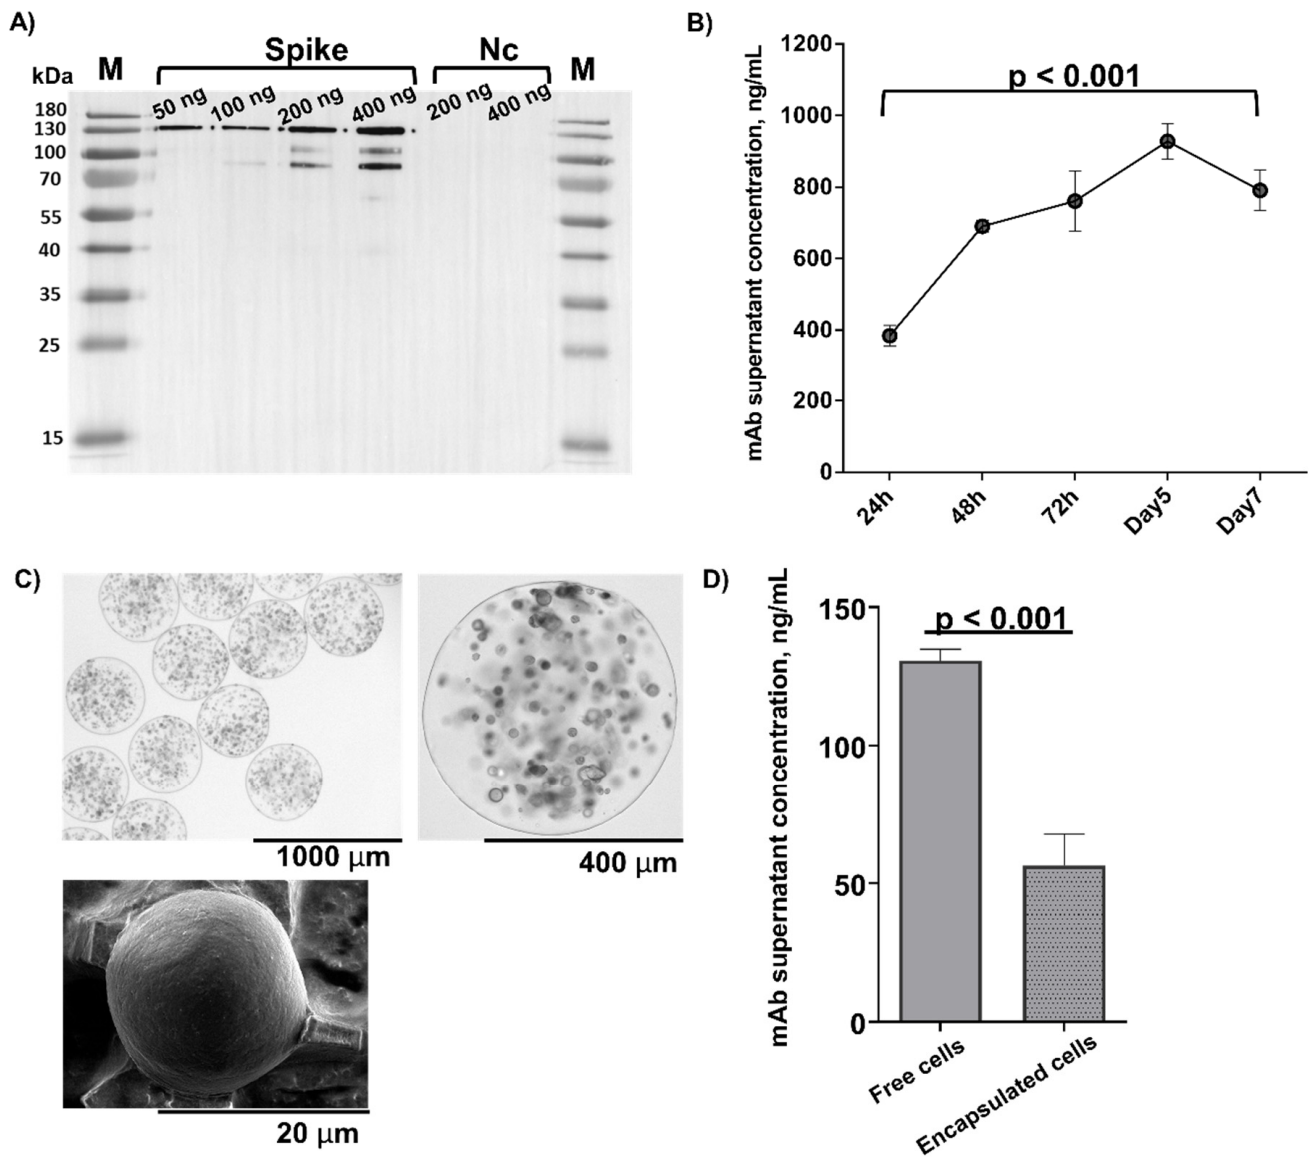 A)
Spike
Nc
kDa
M
M
50 ng
100 ng
200 ng
400 ng
200 ng
400 ng
180
130
100
70
55
40
35
25
15
B)
p < 0.001
mAb supernatant concentration, ng/mL
1200
1000
800
600
400
200
0
24h
48h
72h
Day5
Day7
C)
1000 μm
400 μm
20 μm
D)
p < 0.001
mAb supernatant concentration, ng/mL
150
100
50
0
Free cells
Encapsulated cells